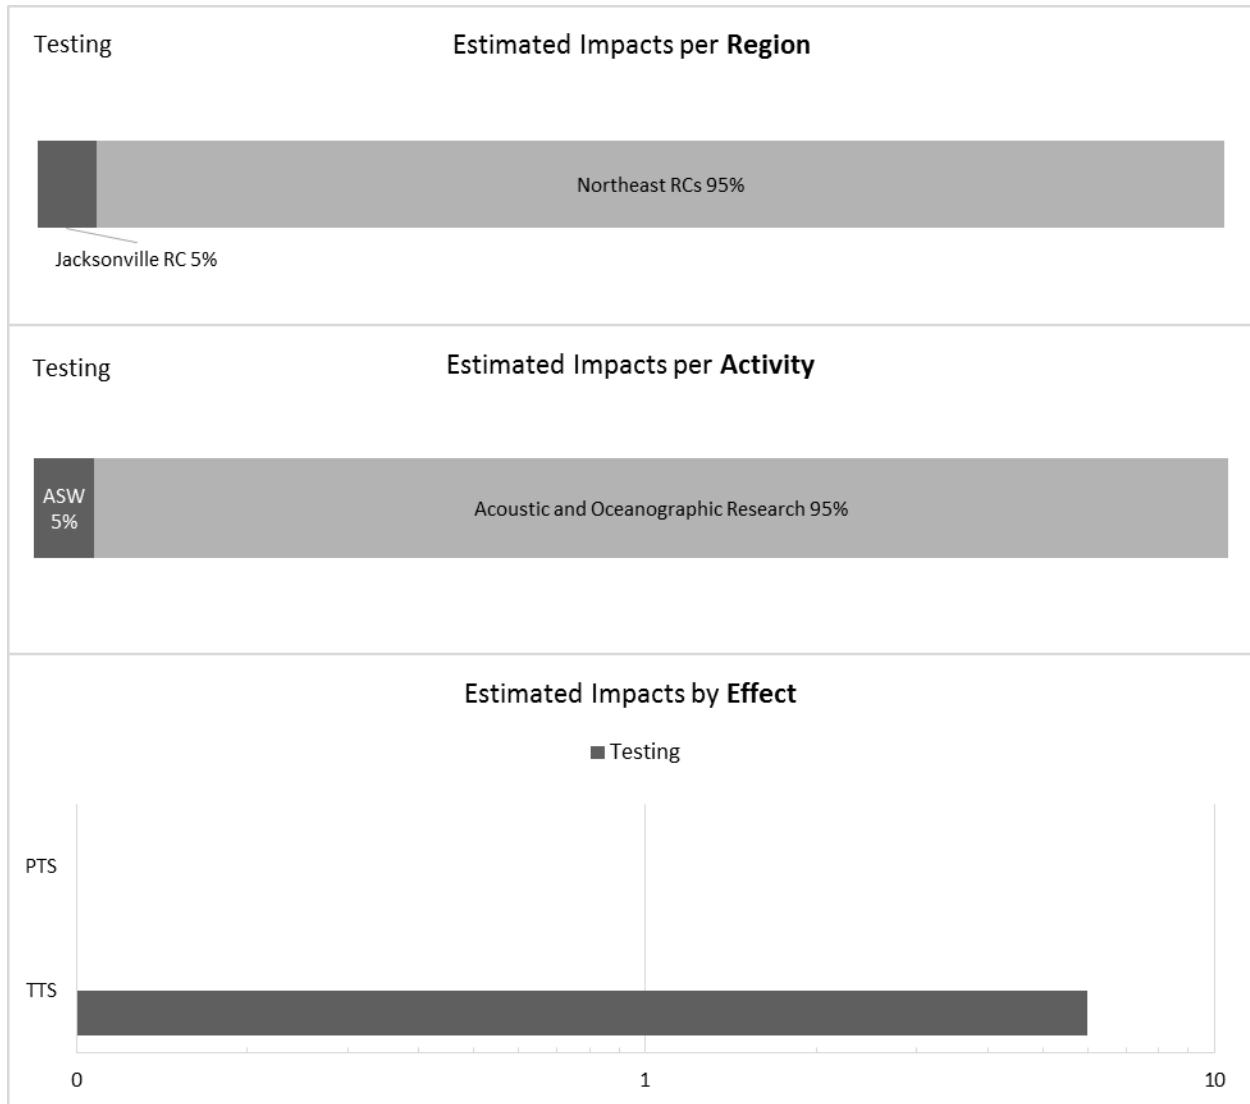 Testing
Estimated Impacts per Region
Northeast RCs 95%
Jacksonville RC 5%
Testing
Estimated Impacts per Activity
ASW
5%
Acoustic and Oceanographic Research 95%
Estimated Impacts by Effect
Testing
PTS
TTS
0
1
10